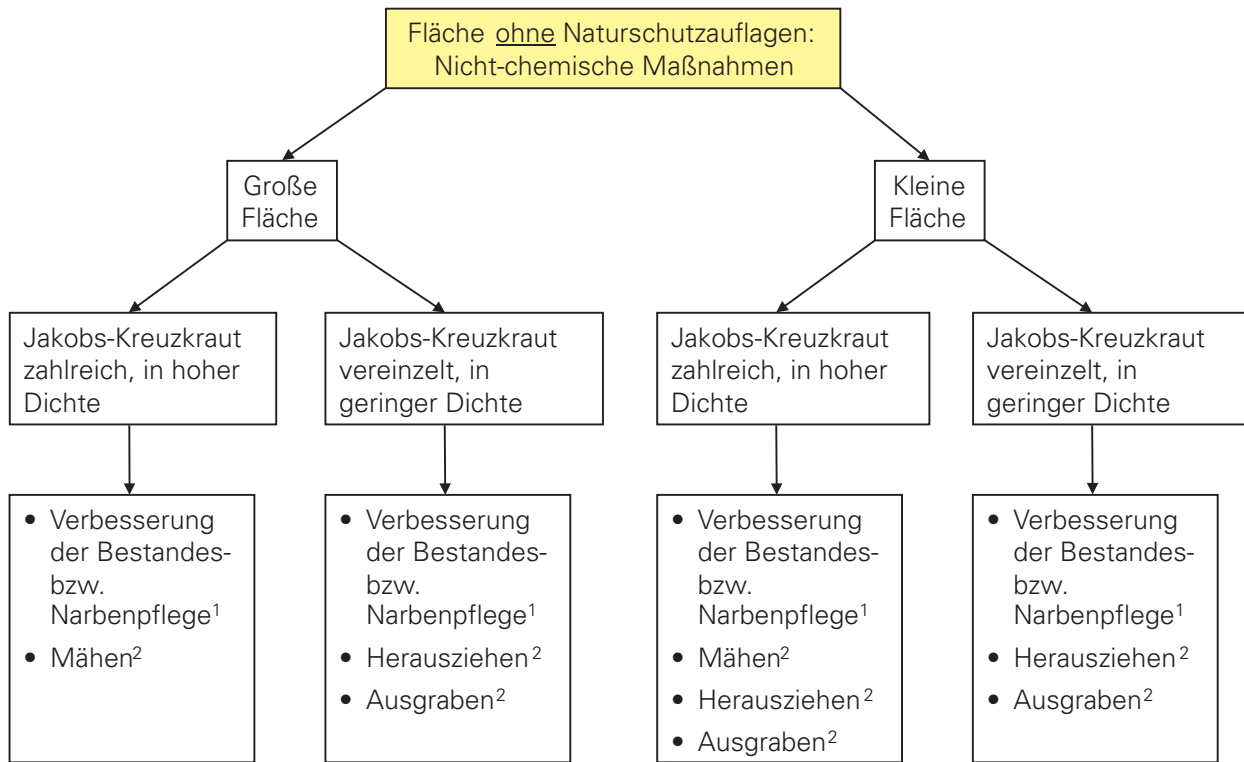 Fläche ohne Naturschutzauflagen:
Nicht-chemische Maßnahmen
Große
Fläche
Kleine
Fläche
Jakobs-Kreuzkraut
zahlreich, in hoher
Dichte
Jakobs-Kreuzkraut
vereinzelt, in
geringer Dichte
Jakobs-Kreuzkraut
zahlreich, in hoher
Dichte
Jakobs-Kreuzkraut
vereinzelt, in
geringer Dichte
• Verbesserung
der Bestandes-
bzw.
Narbenpflege¹
• Mähen²
• Verbesserung
der Bestandes-
bzw.
Narbenpflege¹
• Herausziehen²
• Ausgraben²
• Verbesserung
der Bestandes-
bzw.
Narbenpflege¹
• Mähen²
• Herausziehen²
• Ausgraben²
• Verbesserung
der Bestandes-
bzw.
Narbenpflege¹
• Herausziehen²
• Ausgraben²